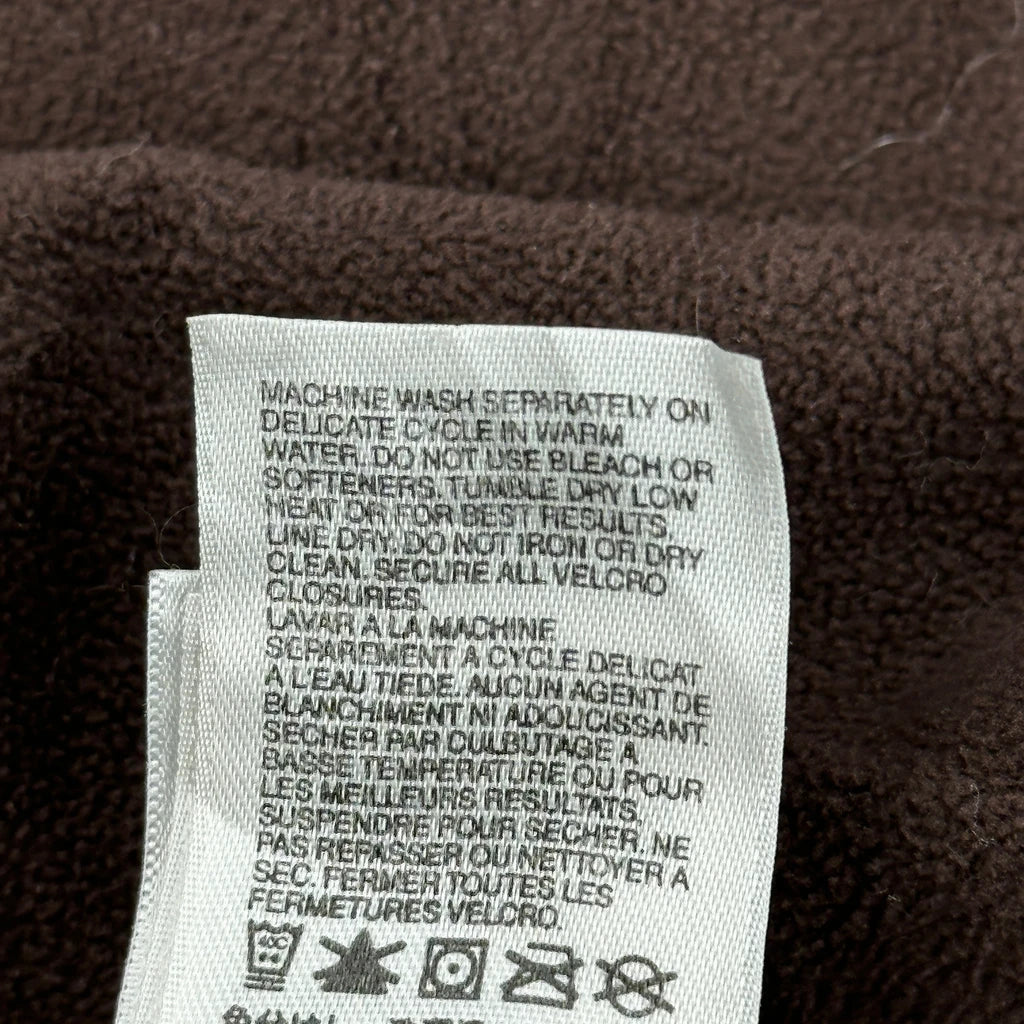 MACHINE WASH SEPARATELY ON
DELICATE CYCLE IN WARM
WATER. DO NOT USE BLEACH OR
SOFTENERS. TUMBLE DRY LOW
HEAT OR FOR BEST RESULTS
LINE DRY. DO NOT IRON OR DRY
CLEAN. SECURE ALL VELCRO
CLOSURES.
LAVAR A LA MACHINE
SEPAREMENT A CYCLE DELICAT
A L'EAU TIEDE. AUCUN AGENT DE
BLANCHIMENT NI ADOUCISSANT.
SECHER PAR CULBUTAGE A
BASSE TEMPERATURE OU POUR
LES MEILLEURS RESULTATS,
SUSPENDRE POUR SECHER. NE
PAS REPASSER OU NETTOYER A
SEC. FERMER TOUTES LES
FERMETURES VELCRO.